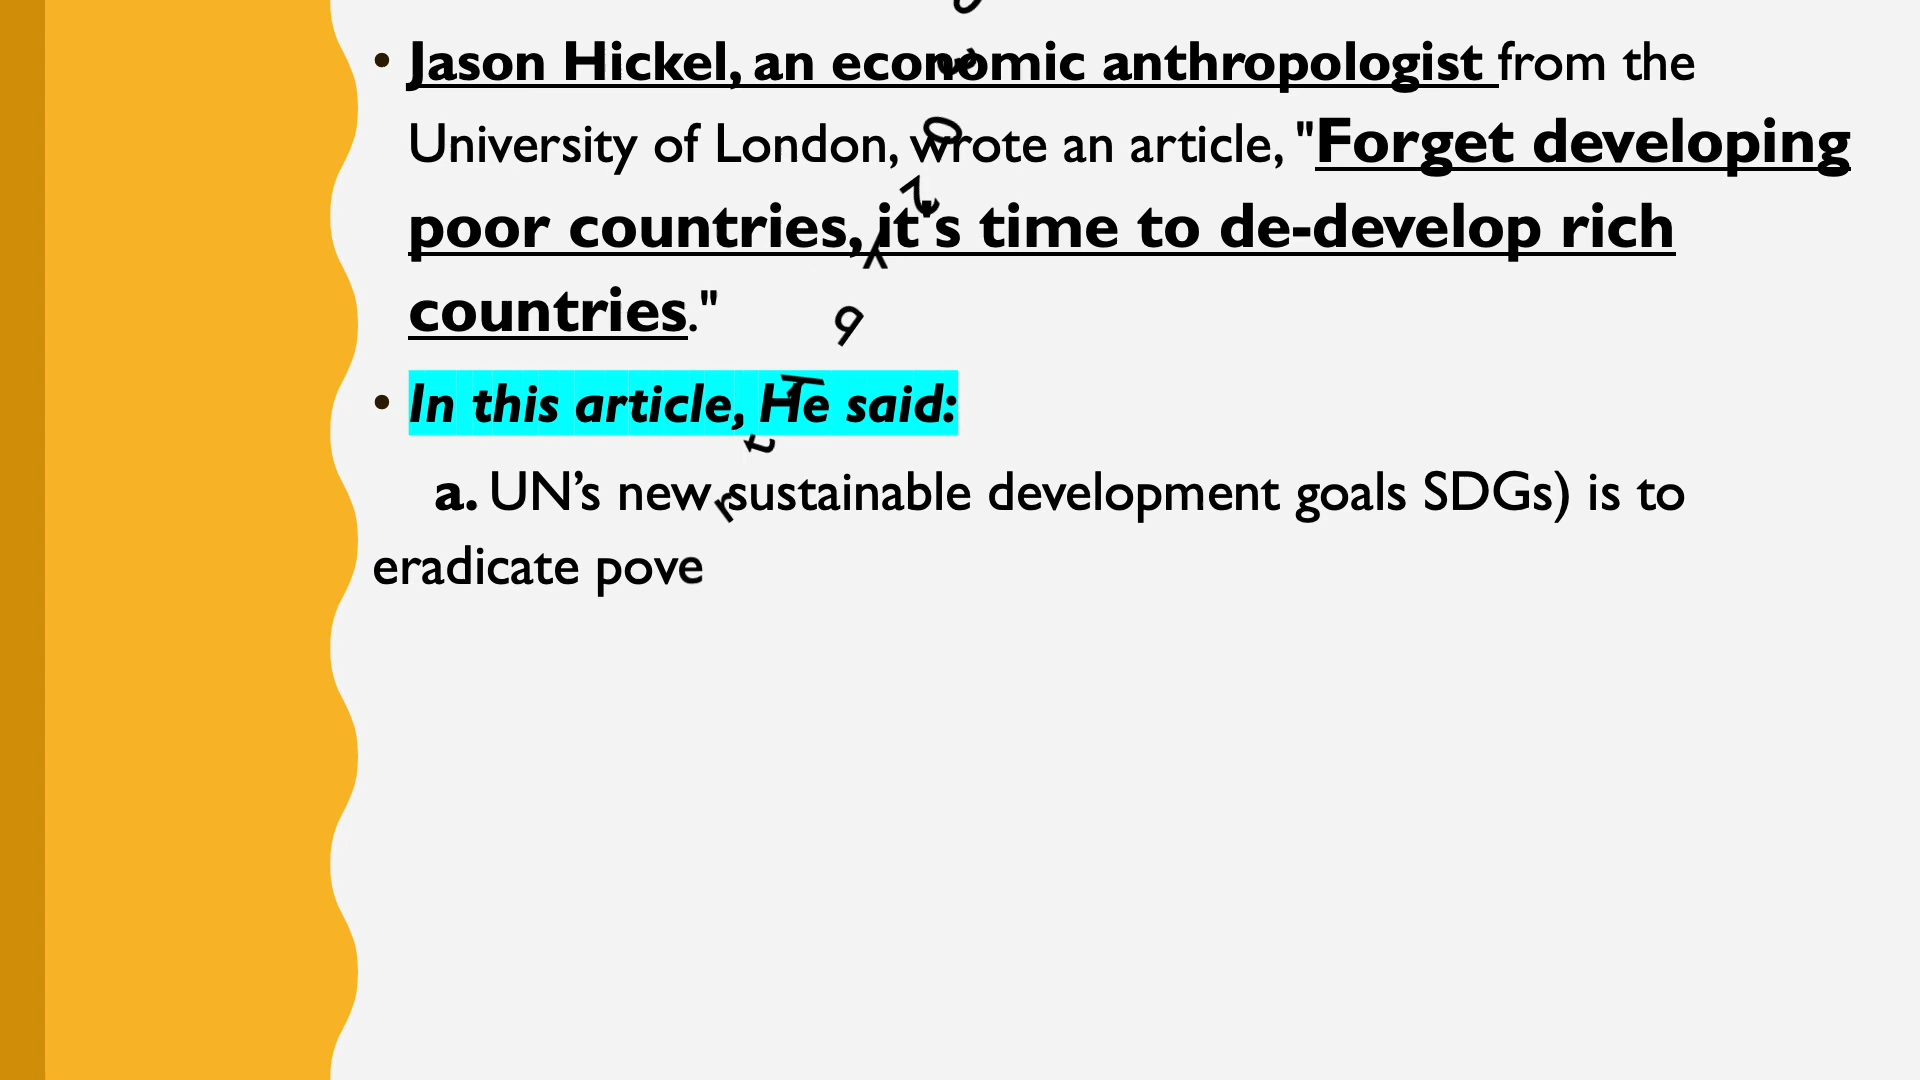 • Jason Hickel, an economic anthropologist from the
University of London, wrote an article, "Forget developing
poor countries, it's time to de-develop rich
countries."
• In this article, He said:
a. UN’s new sustainable development goals SDGs) is to
eradicate pove